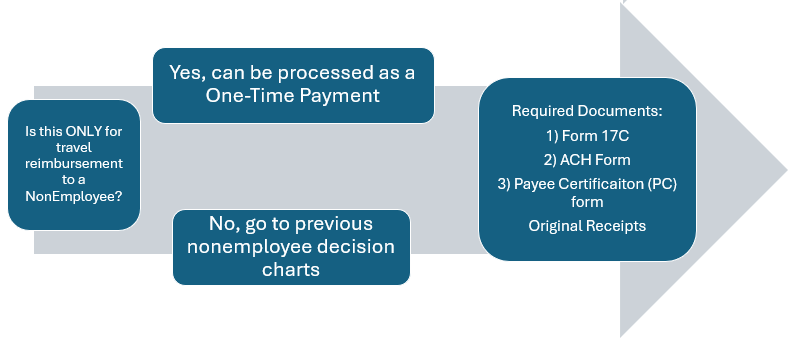 Is this ONLY for
travel
reimbursement
to a
NonEmployee?
Yes, can be processed as a
One-Time Payment
No, go to previous
nonemployee decision
charts
Required Documents:
1) Form 17C
2) ACH Form
3) Payee Certificaiton (PC)
form
Original Receipts